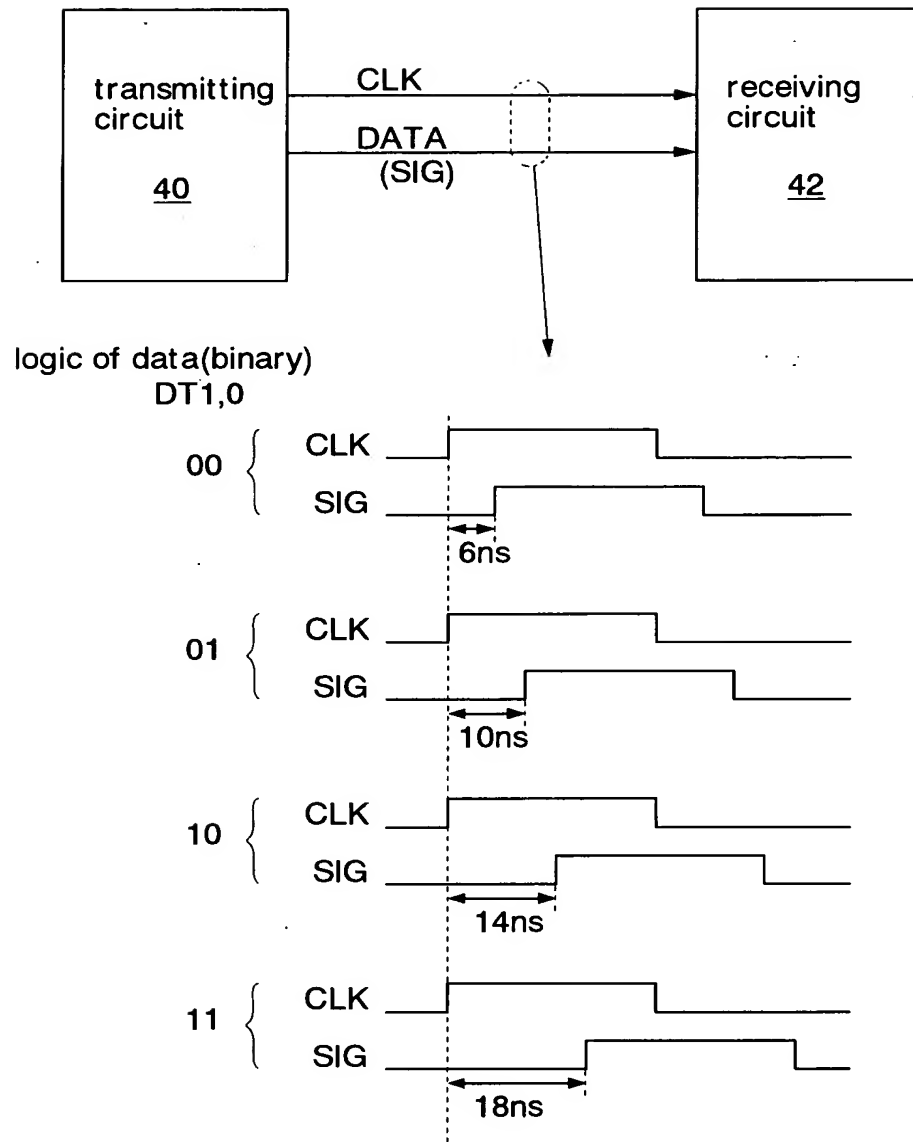 transmitting
circuit
40
CLK
DATA
(SIG)
receiving
circuit
42
logic of data(binary)
DT1,0
00
CLK
SIG
6ns
01
CLK
SIG
10ns
10
CLK
SIG
14ns
11
CLK
SIG
18ns